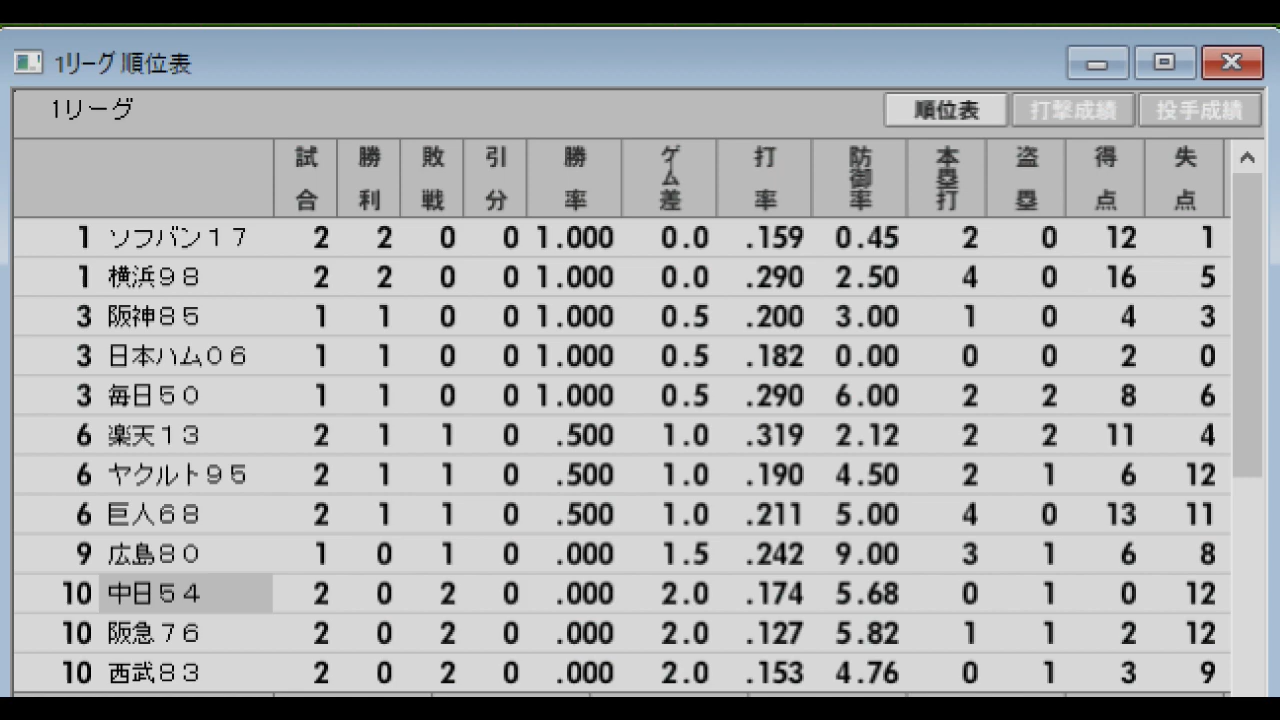 1リーグ 順位表
1リーグ 順位表 打撃成績 投手成績
試合 勝利 敗戦 引分 勝率 ゲーム差 打率 防御率 本塁打 盗塁 得点 失点
1 ソフバン１７ 2 2 0 0 1.000 0.0 .159 0.45 2 0 12 1
1 横浜９８ 2 2 0 0 1.000 0.0 .290 2.50 4 0 16 5
3 阪神８５ 1 1 0 0 1.000 0.5 .200 3.00 1 0 4 3
3 日本ハム０６ 1 1 0 0 1.000 0.5 .182 0.00 0 0 2 0
3 毎日５０ 1 1 0 0 1.000 0.5 .290 6.00 2 2 8 6
6 楽天１３ 2 1 1 0 .500 1.0 .319 2.12 2 2 11 4
6 ヤクルト９５ 2 1 1 0 .500 1.0 .190 4.50 2 1 6 12
6 巨人６８ 2 1 1 0 .500 1.0 .211 5.00 4 0 13 11
9 広島８０ 1 0 1 0 .000 1.5 .242 9.00 3 1 6 8
10 中日５４ 2 0 2 0 .000 2.0 .174 5.68 0 1 0 12
10 阪急７６ 2 0 2 0 .000 2.0 .127 5.82 1 1 2 12
10 西武８３ 2 0 2 0 .000 2.0 .153 4.76 0 1 3 9